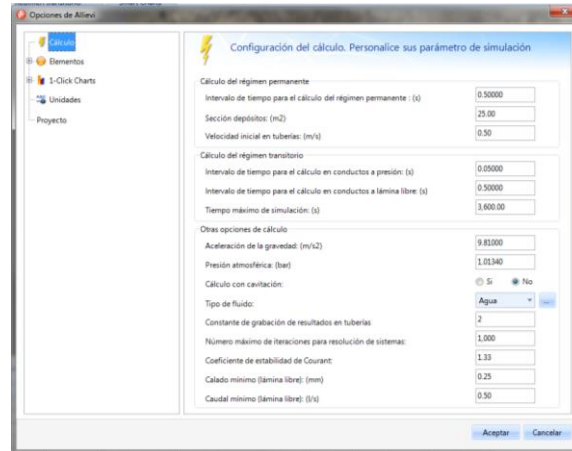 Opciones de Allievi
Cálculo
Elementos
1-Click Charts
Unidades
Proyecto
Configuración del cálculo. Personalice sus parámetro de simulación
Cálculo del régimen permanente
Intervalo de tiempo para el cálculo del régimen permanente : (s) 0.50000
Sección depósitos: (m2) 25.00
Velocidad inicial en tuberías: (m/s) 0.50
Cálculo del régimen transitorio
Intervalo de tiempo para el cálculo en conductos a presión: (s) 0.05000
Intervalo de tiempo para el cálculo en conductos a lámina libre: (s) 0.50000
Tiempo máximo de simulación: (s) 3,600.00
Otras opciones de cálculo
Aceleración de la gravedad: (m/s2) 9.81000
Presión atmosférica: (bar) 1.01340
Cálculo con cavitación: Si No
Tipo de fluido: Agua ...
Constante de grabación de resultados en tuberías 2
Número máximo de iteraciones para resolución de sistemas: 1,000
Coeficiente de estabilidad de Courant: 1.33
Calado mínimo (lámina libre): (mm) 0.25
Caudal mínimo (lámina libre): (l/s) 0.50
Aceptar Cancelar